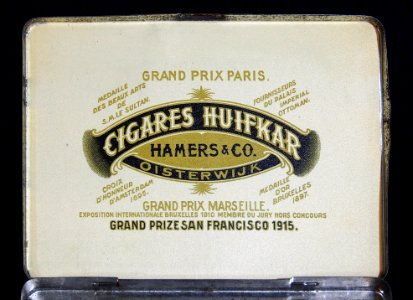 GRAND PRIX PARIS.
MEDAILLE
DES BEAUX ARTS
DE
S.M. LE SULTAN.
FOURNISSEURS
DU PALAIS
IMPERIAL
OTTOMAN.
CIGARES HUIFKAR
HAMERS & CO.
OISTERWIJK
CROIX
D'HONNEUR
D'AMSTERDAM
MEDAILLE
D'OR
BRUXELLES
1897.
GRAND PRIX MARSEILLE.
EXPOSITION INTERNATIONALE BRUXELLES 1910 MEMBRE DU JURY HORS CONCOURS
GRAND PRIZE SAN FRANCISCO 1915.